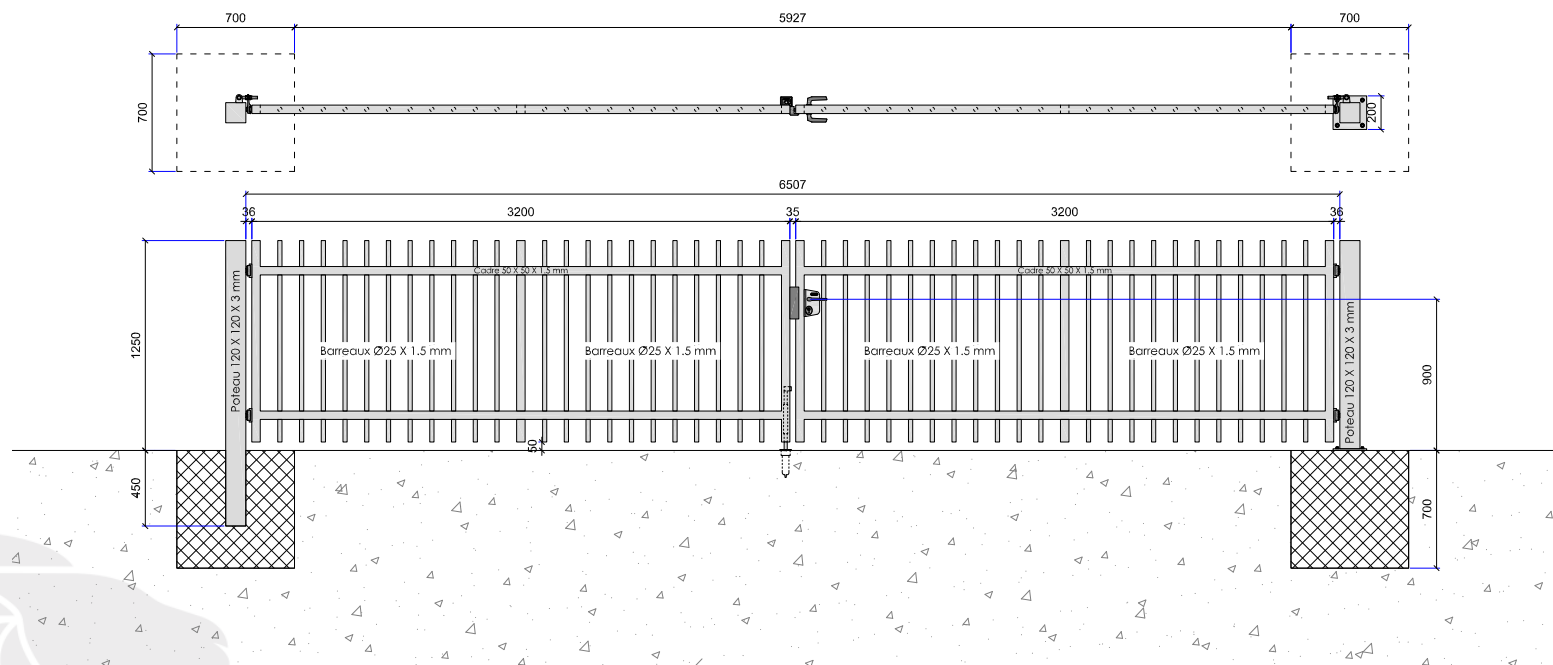 700
5927
700
700
200
6507
36
3200
35
3200
36
Cadre 50 X 50 X 1.5 mm
Cadre 50 X 50 X 1.5 mm
Poteau 120 X 120 X 3 mm
Poteau 120 X 120 X 3 mm
1250
Barreaux Ø25 X 1.5 mm
Barreaux Ø25 X 1.5 mm
Barreaux Ø25 X 1.5 mm
Barreaux Ø25 X 1.5 mm
900
50
450
700